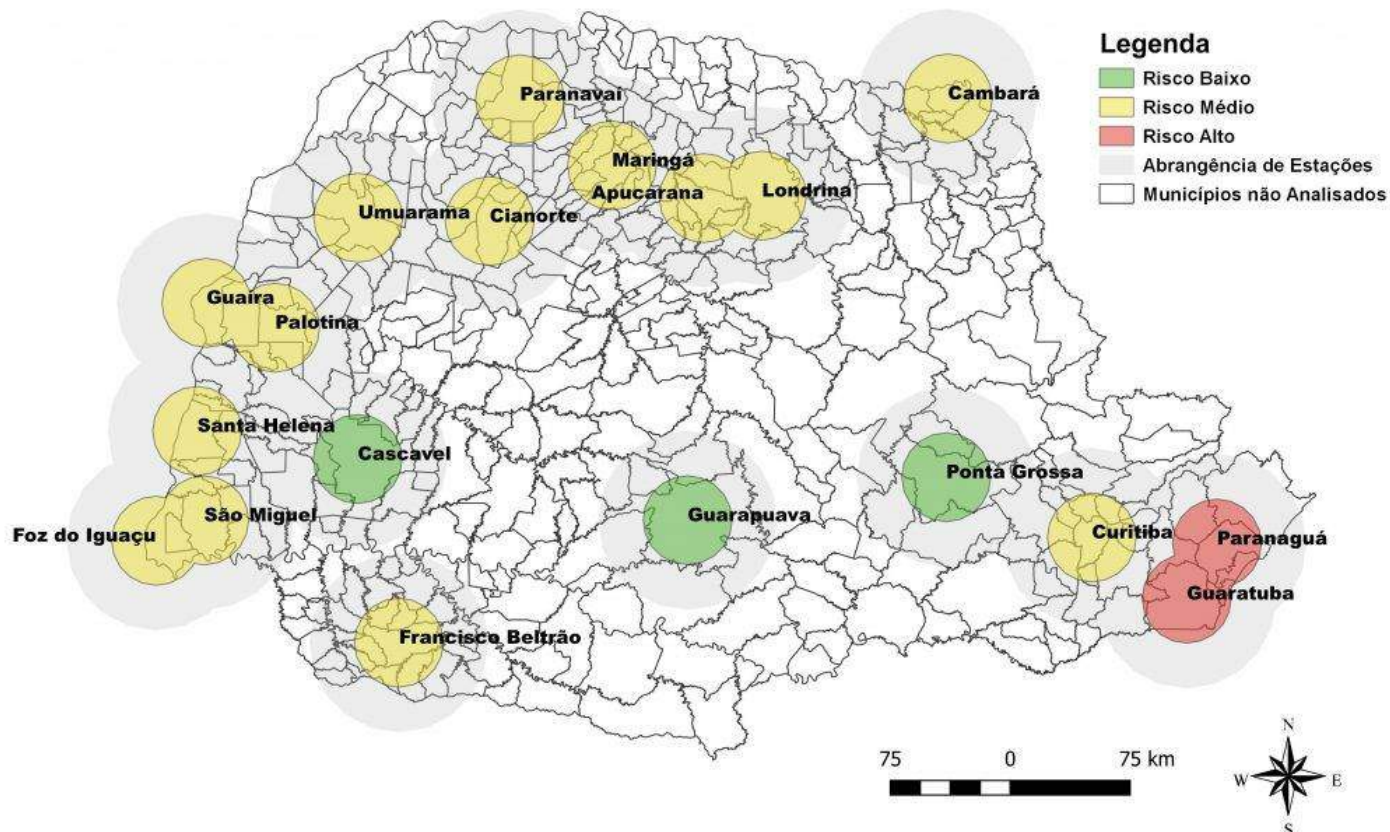 Legenda
Risco Baixo
Risco Médio
Risco Alto
Abrangência de Estações
Municípios não Analisados
Paranavaí
Cambará
Maringá
Apucarana
Londrina
Umuarama
Cianorte
Guaíra
Palotina
Santa Helena
Cascavel
Ponta Grossa
São Miguel
Guarapuava
Foz do Iguaçu
Curitiba
Paranaguá
Guaratuba
Francisco Beltrão
75 0 75 km
N
W E
S